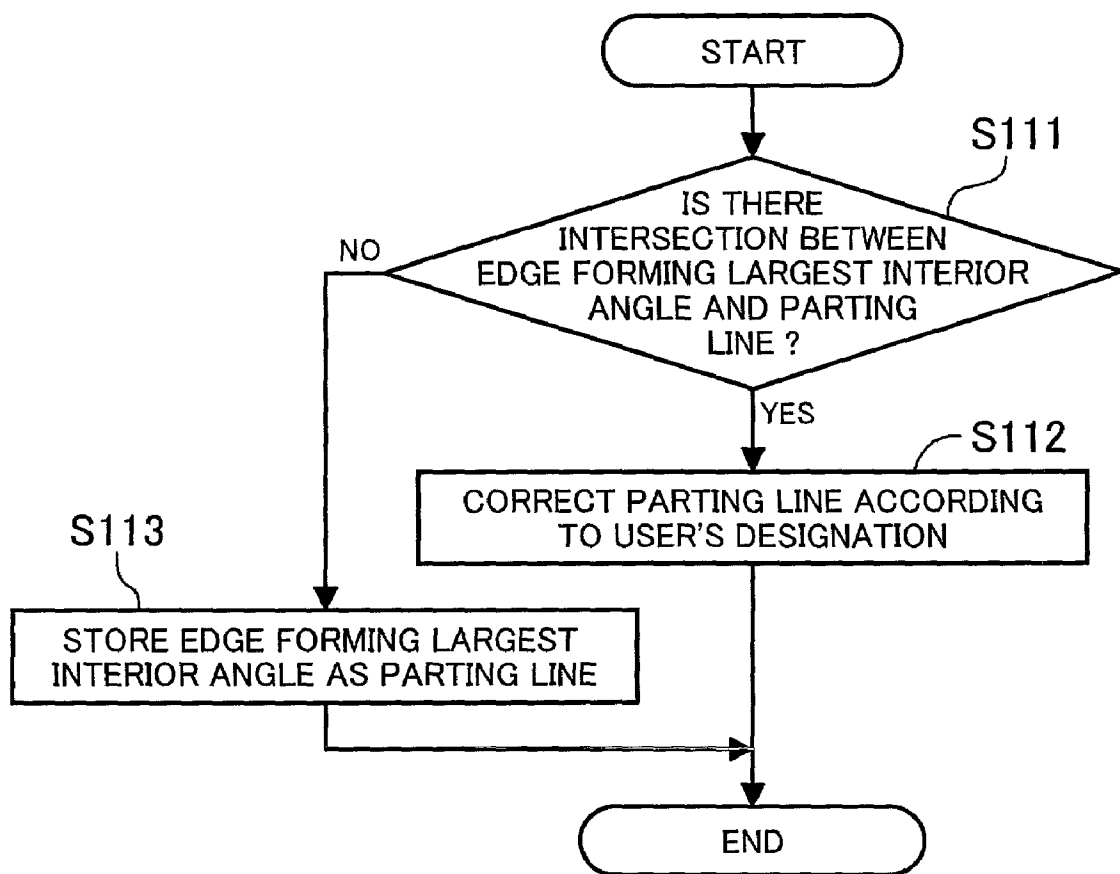 START
S111
IS THERE
INTERSECTION BETWEEN
EDGE FORMING LARGEST INTERIOR
ANGLE AND PARTING
LINE ?
NO
YES
S112
CORRECT PARTING LINE ACCORDING
TO USER'S DESIGNATION
S113
STORE EDGE FORMING LARGEST
INTERIOR ANGLE AS PARTING LINE
END